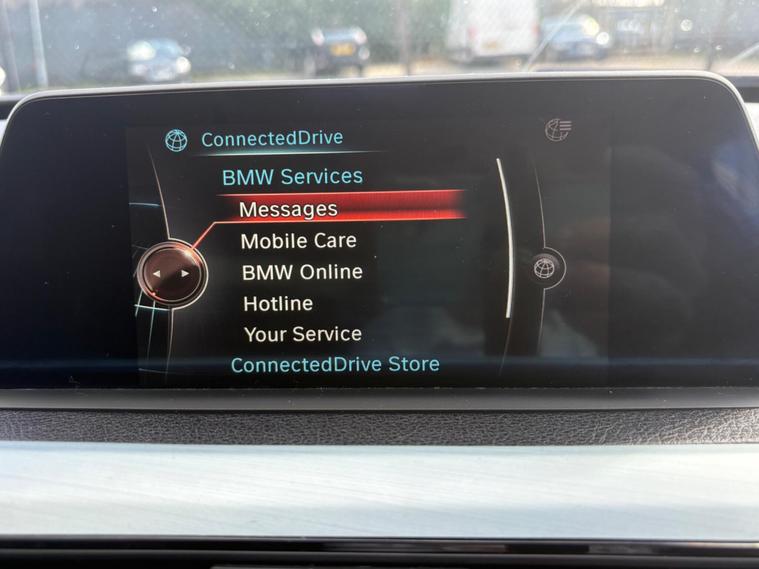 ConnectedDrive
BMW Services
Messages
Mobile Care
BMW Online
Hotline
Your Service
ConnectedDrive Store